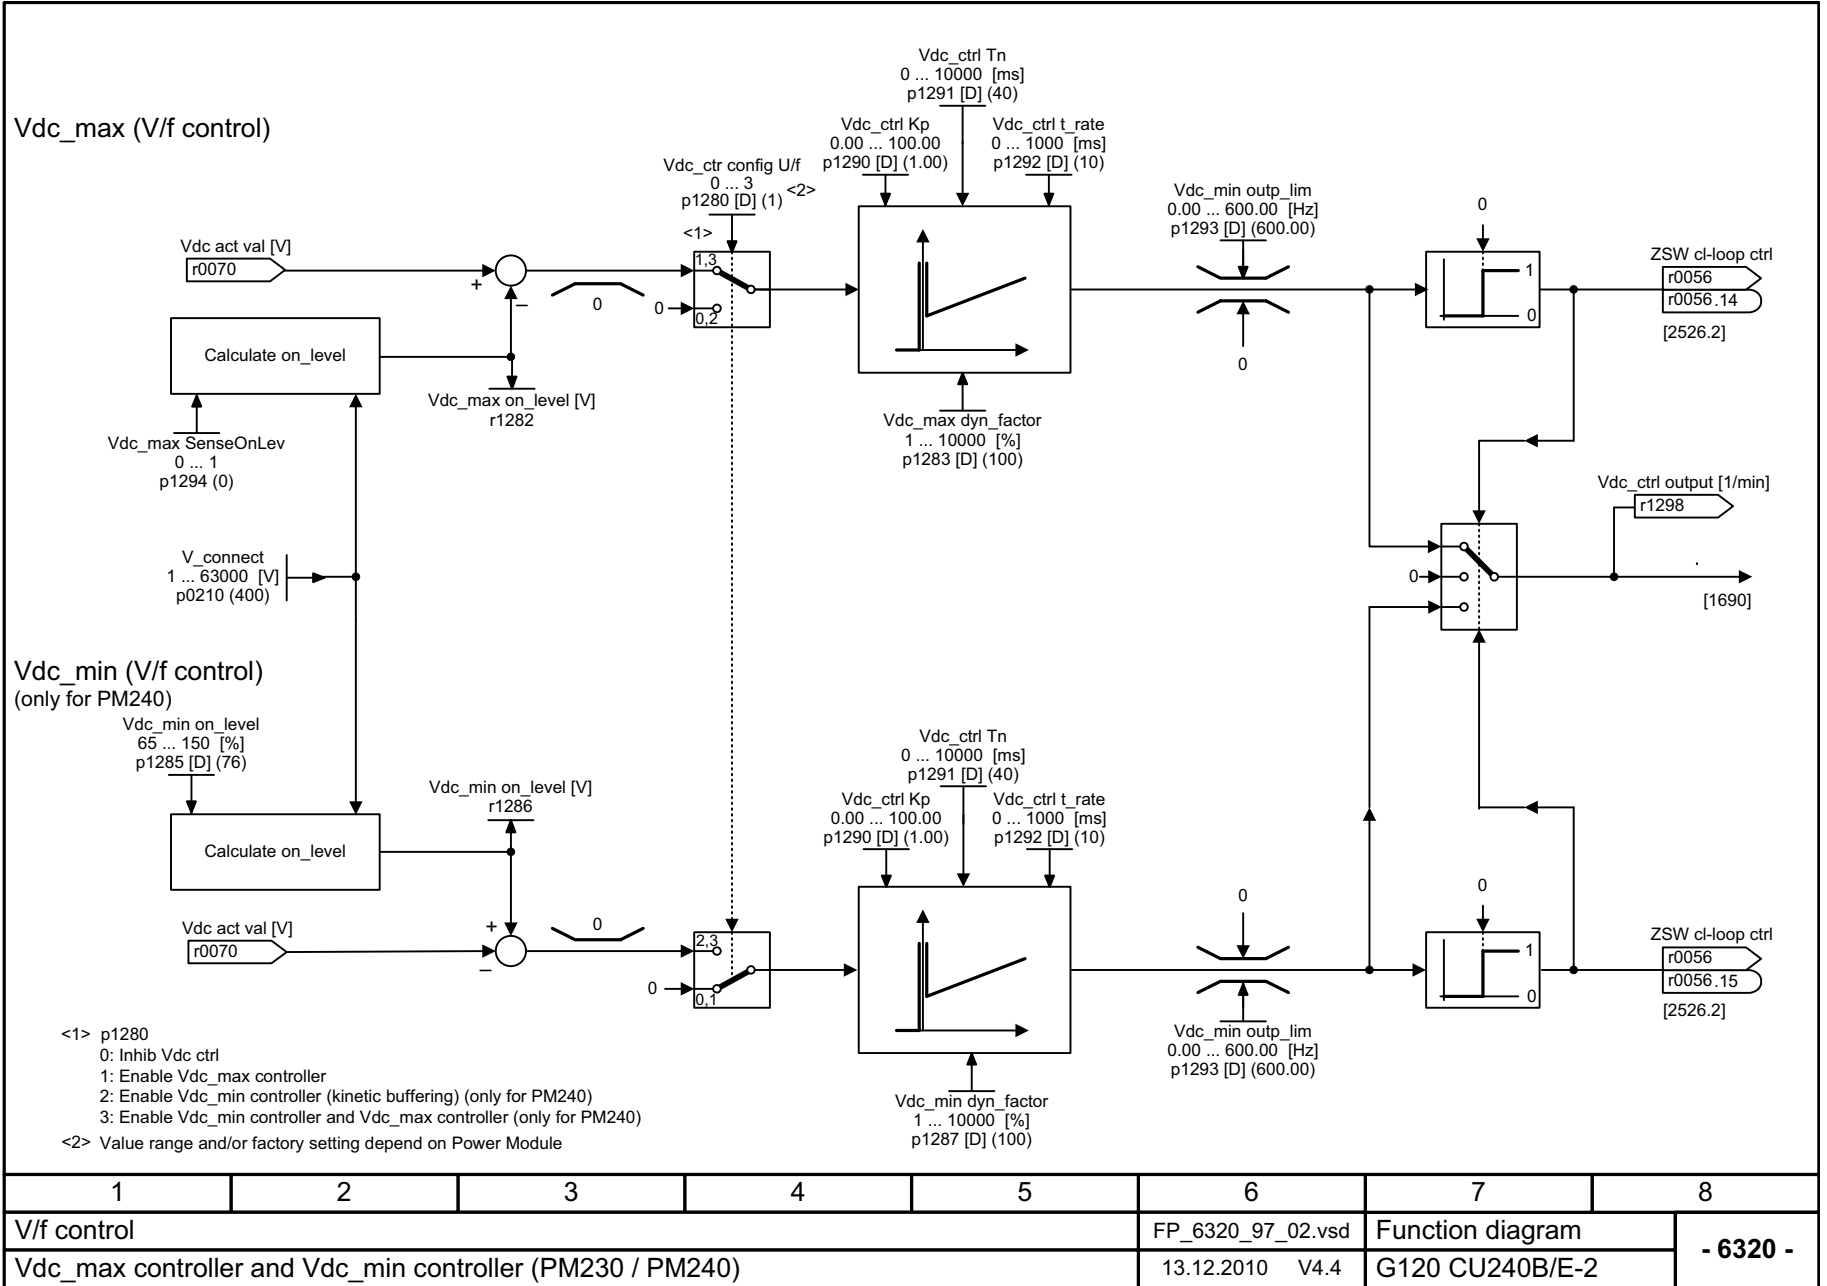 Vdc_max (V/f control)
Vdc_ctrl Tn
0 ... 10000 [ms]
p1291 [D] (40)
Vdc_ctrl Kp
0.00 ... 100.00
p1290 [D] (1.00)
Vdc_ctrl t_rate
0 ... 1000 [ms]
p1292 [D] (10)
Vdc_ctr config U/f
0 ... 3
p1280 [D] (1) <2>
<1>
Vdc_min outp_lim
0.00 ... 600.00 [Hz]
p1293 [D] (600.00)
0
Vdc act val [V]
r0070
+
–
0
1,3
0
0,2
0
1
0
ZSW cl-loop ctrl
r0056
r0056.14
[2526.2]
Calculate on_level
Vdc_max on_level [V]
r1282
Vdc_max SenseOnLev
0 ... 1
p1294 (0)
Vdc_max dyn_factor
1 ... 10000 [%]
p1283 [D] (100)
V_connect
1 ... 63000 [V]
p0210 (400)
Vdc_ctrl output [1/min]
r1298
0
[1690]
Vdc_min (V/f control)
(only for PM240)
Vdc_min on_level
65 ... 150 [%]
p1285 [D] (76)
Vdc_min on_level [V]
r1286
Calculate on_level
Vdc_ctrl Tn
0 ... 10000 [ms]
p1291 [D] (40)
Vdc_ctrl Kp
0.00 ... 100.00
p1290 [D] (1.00)
Vdc_ctrl t_rate
0 ... 1000 [ms]
p1292 [D] (10)
Vdc act val [V]
r0070
+
–
0
2,3
0
0,1
0
0
1
0
ZSW cl-loop ctrl
r0056
r0056.15
[2526.2]
Vdc_min outp_lim
0.00 ... 600.00 [Hz]
p1293 [D] (600.00)
Vdc_min dyn_factor
1 ... 10000 [%]
p1287 [D] (100)
<1> p1280
0: Inhib Vdc ctrl
1: Enable Vdc_max controller
2: Enable Vdc_min controller (kinetic buffering) (only for PM240)
3: Enable Vdc_min controller and Vdc_max controller (only for PM240)
<2> Value range and/or factory setting depend on Power Module
1 2 3 4 5 6 7 8
V/f control
FP_6320_97_02.vsd
Function diagram
- 6320 -
Vdc_max controller and Vdc_min controller (PM230 / PM240)
13.12.2010 V4.4
G120 CU240B/E-2